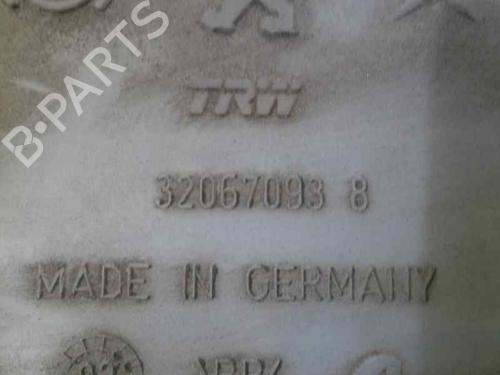 B-PARTS
TRW
32067093 8
MADE IN GERMANY